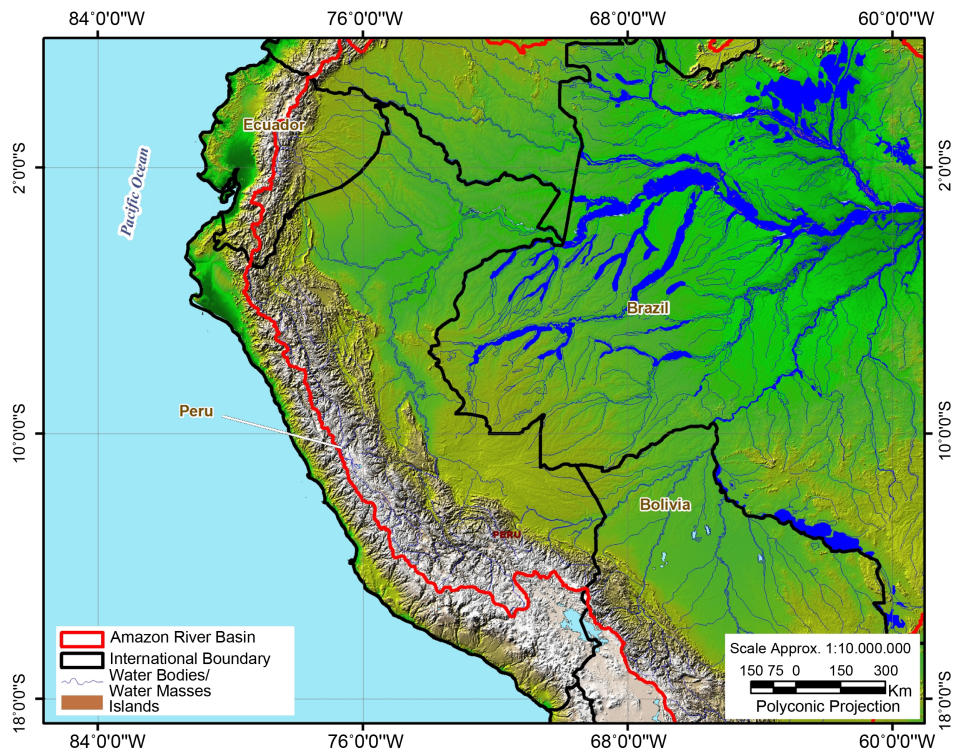 84°0'0"W 76°0'0"W 68°0'0"W 60°0'0"W
Ecuador
2°0'0"S 2°0'0"S
Pacific Ocean
Brazil
Peru
10°0'0"S 10°0'0"S
Bolivia
PERU
Amazon River Basin
International Boundary
Water Bodies/
Water Masses
Islands
Scale Approx. 1:10.000.000
150 75 0 150 300
Km
Polyconic Projection
18°0'0"S 18°0'0"S
84°0'0"W 76°0'0"W 68°0'0"W 60°0'0"W